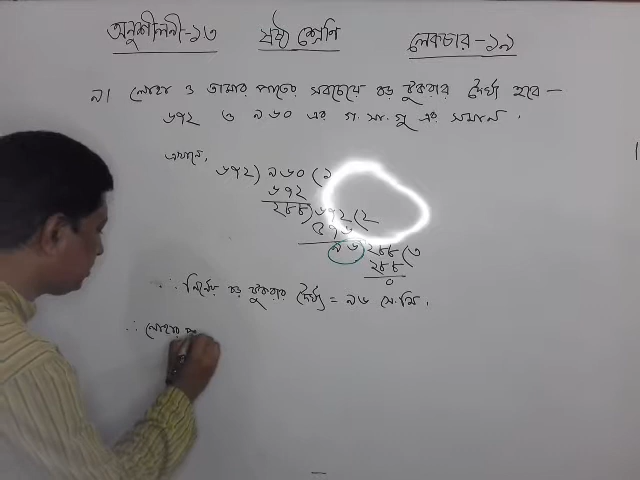 অনুশীলনী-১৩ ষষ্ঠ শ্রেণি লেকচার-১৯
৯। লোহা ও তামার পাতের সবচেয়ে বড় টুকরার দৈর্ঘ্য হবে –
৬৭২ ও ৯৬০ এর গ. সা. গু এর সমান.
এখানে,
৬৭২) ৯৬০ (১
৬৭২
২৮৮) ৬৭২ (২
৫৭৬
৯৬) ২৮৮ (৩
২৮৮
০
∴ নির্ণেয় বড় টুকরার দৈর্ঘ্য = ৯৬ সে.মি.
∴ লোহার